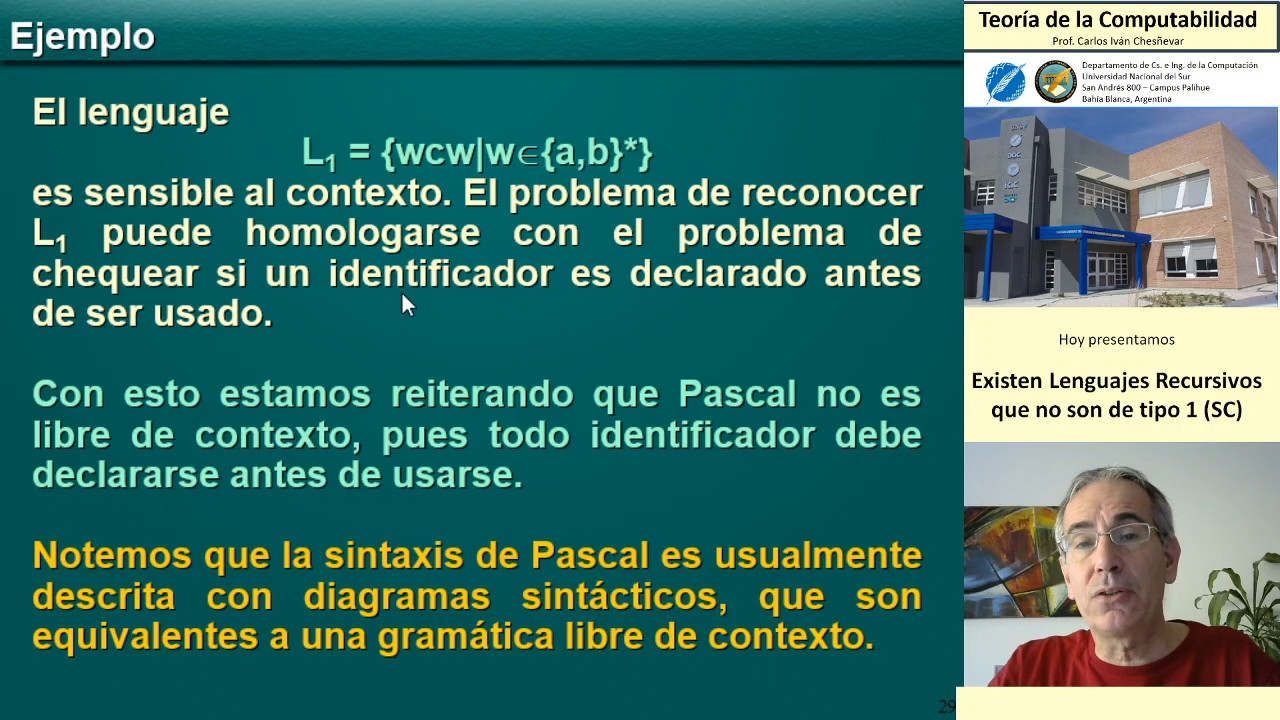 Ejemplo
El lenguaje
L₁ = {wcw|w∈{a,b}*}
es sensible al contexto. El problema de reconocer
L₁ puede homologarse con el problema de
chequear si un identificador es declarado antes
de ser usado.
Con esto estamos reiterando que Pascal no es
libre de contexto, pues todo identificador debe
declararse antes de usarse.
Notemos que la sintaxis de Pascal es usualmente
descrita con diagramas sintácticos, que son
equivalentes a una gramática libre de contexto.
29
Teoría de la Computabilidad
Prof. Carlos Iván Chesñevar
Departamento de Cs. e Ing. de la Computación
Universidad Nacional del Sur
San Andrés 800 – Campus Palihue
Bahía Blanca, Argentina
Hoy presentamos
Existen Lenguajes Recursivos
que no son de tipo 1 (SC)